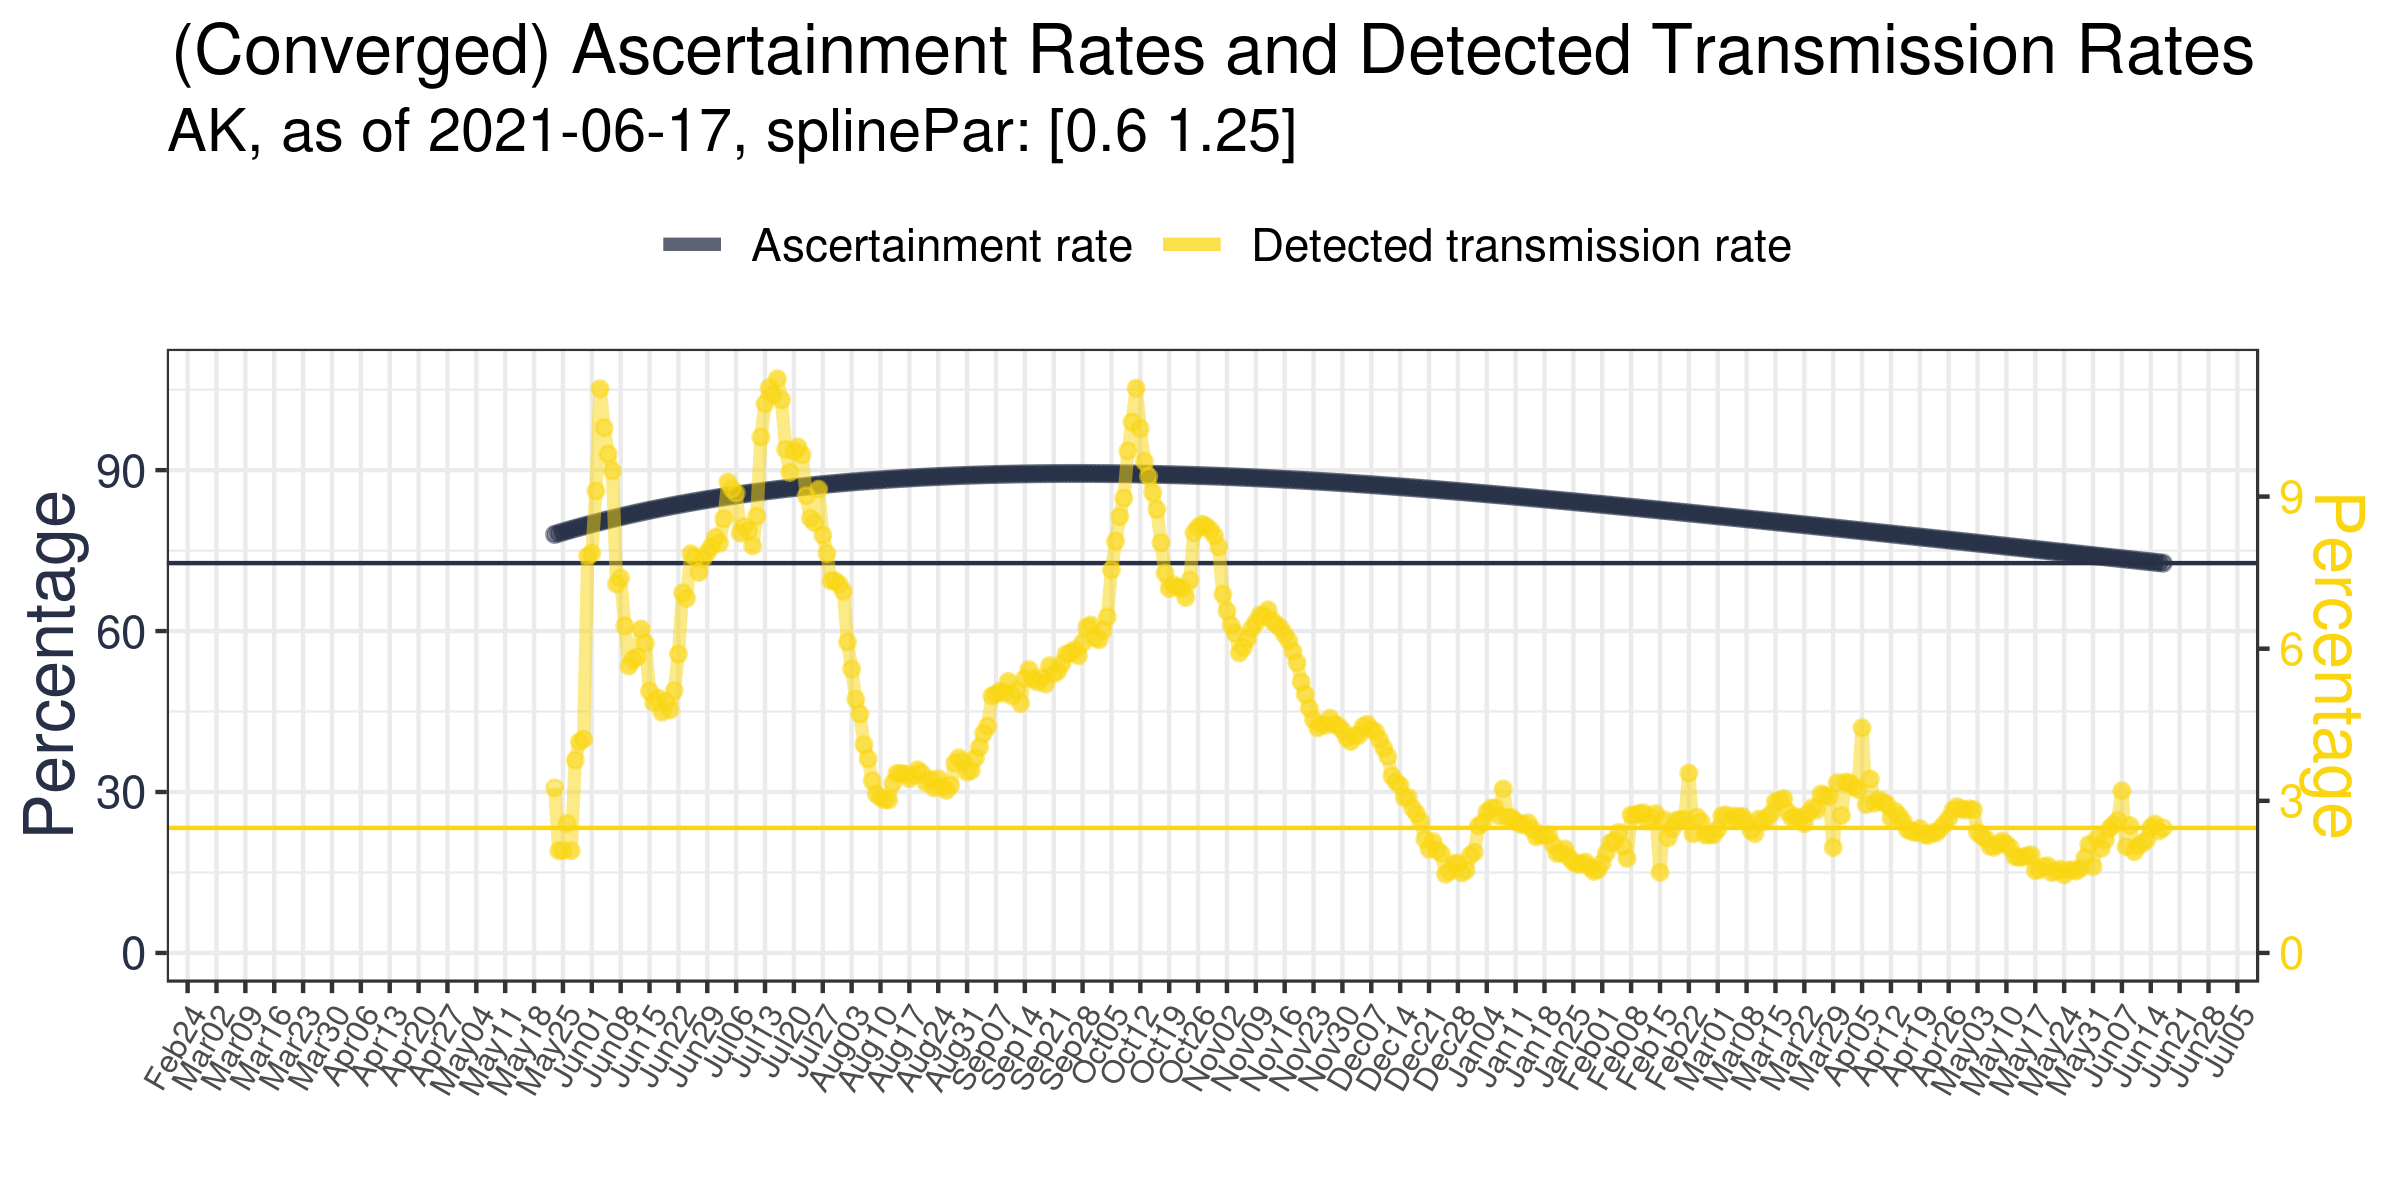 (Converged) Ascertainment Rates and Detected Transmission Rates
AK, as of 2021-06-17, splinePar: [0.6 1.25]
Ascertainment rate Detected transmission rate
Percentage
90
60
30
0
9
6
3
0
Percentage
Feb24 Mar02 Mar09 Mar16 Mar23 Mar30 Apr06 Apr13 Apr20 Apr27 May04 May11 May18 May25 Jun01 Jun08 Jun15 Jun22 Jun29 Jul06 Jul13 Jul20 Jul27 Aug03 Aug10 Aug17 Aug24 Aug31 Sep07 Sep14 Sep21 Sep28 Oct05 Oct12 Oct19 Oct26 Nov02 Nov09 Nov16 Nov23 Nov30 Dec07 Dec14 Dec21 Dec28 Jan04 Jan11 Jan18 Jan25 Feb01 Feb08 Feb15 Feb22 Mar01 Mar08 Mar15 Mar22 Mar29 Apr05 Apr12 Apr19 Apr26 May03 May10 May17 May24 May31 Jun07 Jun14 Jun21 Jun28 Jul05